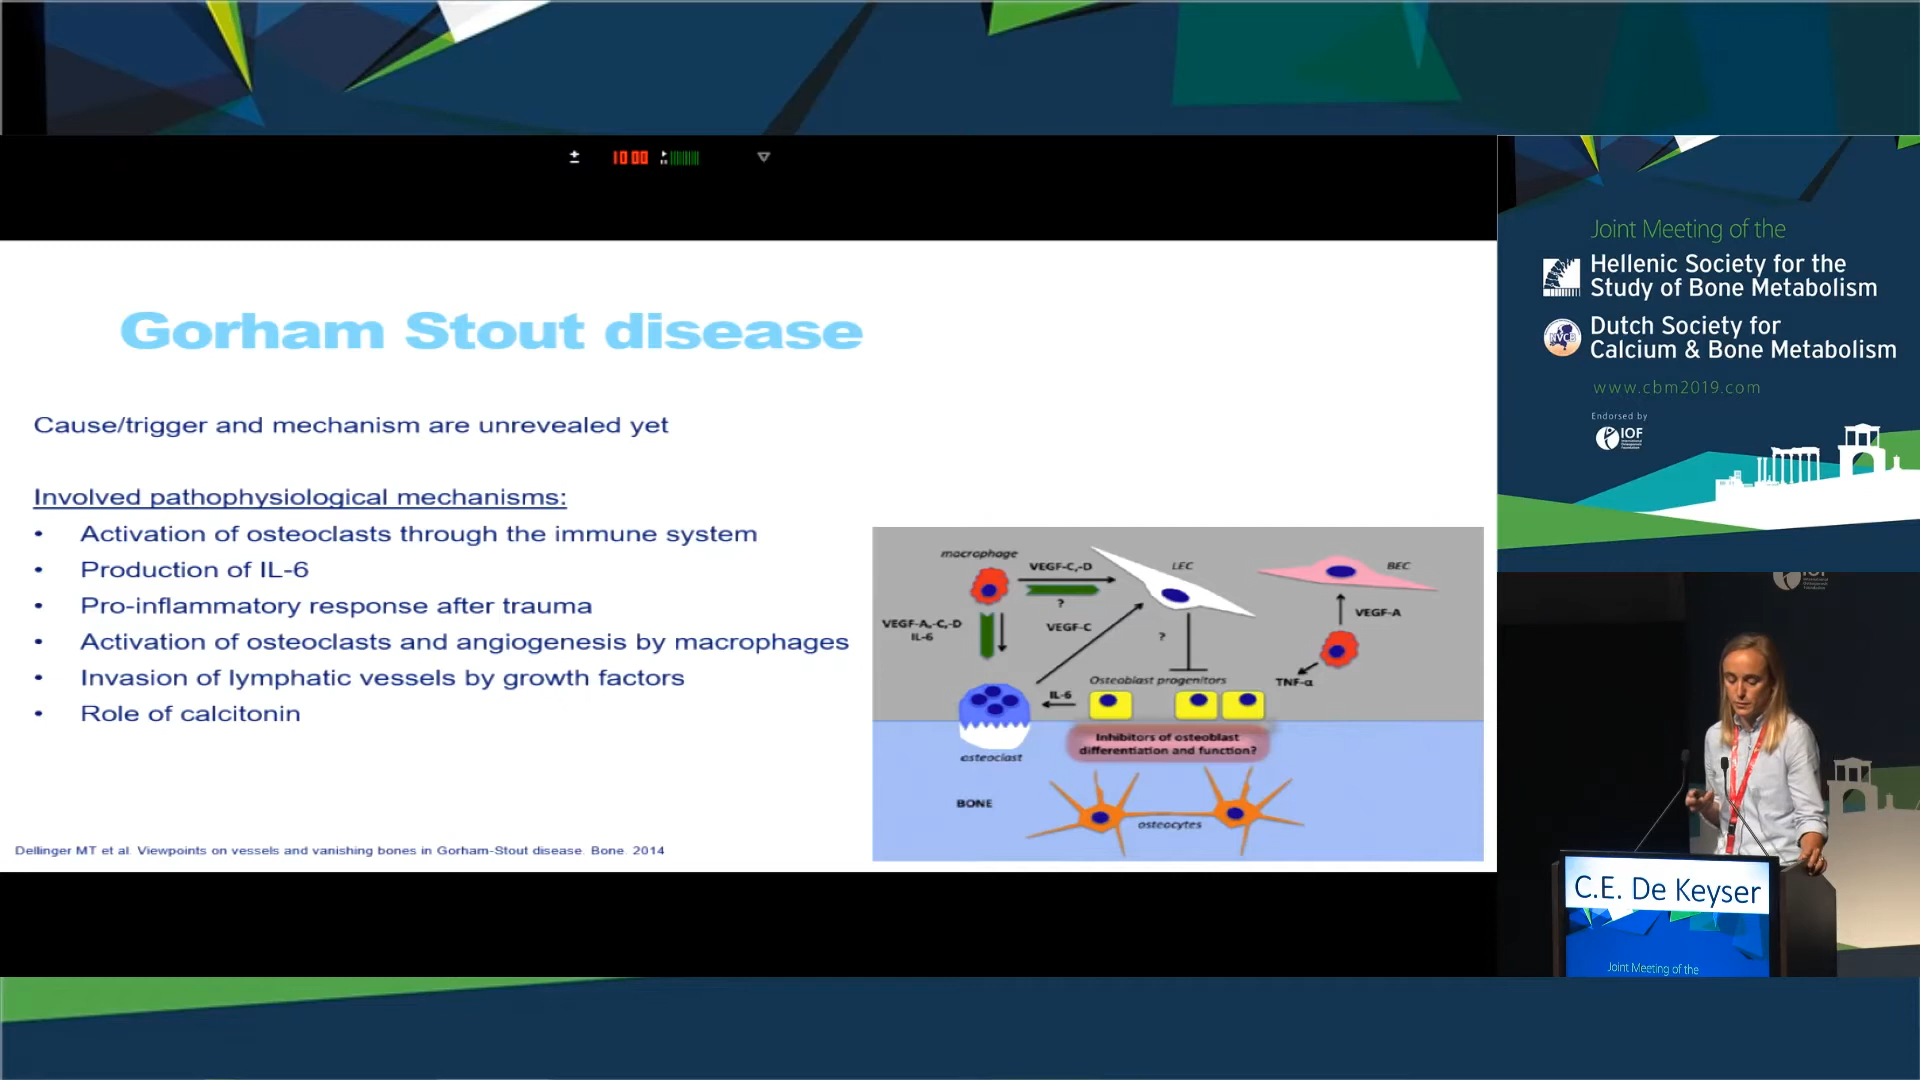 10 00
Gorham Stout disease
Cause/trigger and mechanism are unrevealed yet
Involved pathophysiological mechanisms:
• Activation of osteoclasts through the immune system
• Production of IL-6
• Pro-inflammatory response after trauma
• Activation of osteoclasts and angiogenesis by macrophages
• Invasion of lymphatic vessels by growth factors
• Role of calcitonin
Dellinger MT et al. Viewpoints on vessels and vanishing bones in Gorham-Stout disease. Bone. 2014
macrophage
VEGF-C,-D
?
LEC
BEC
VEGF-A,-C,-D
IL-6
VEGF-C
?
VEGF-A
TNF-α
Osteoblast progenitors
IL-6
Inhibitors of osteoblast
differentiation and function?
osteoclast
BONE
osteocytes
Joint Meeting of the
Hellenic Society for the
Study of Bone Metabolism
NVCB
Dutch Society for
Calcium & Bone Metabolism
www.cbm2019.com
Endorsed by
IOF
IOF
C.E. De Keyser
Joint Meeting of the